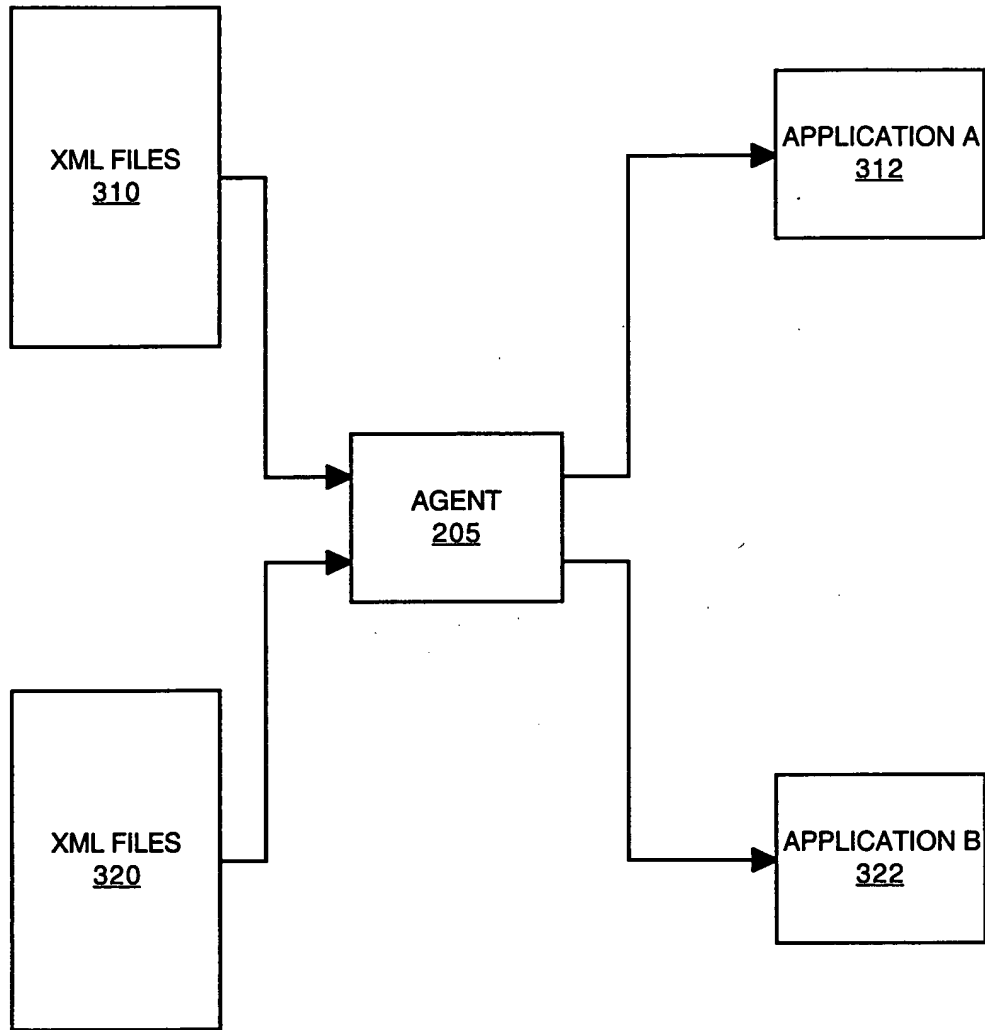 XML FILES
310
APPLICATION A
312
AGENT
205
XML FILES
320
APPLICATION B
322